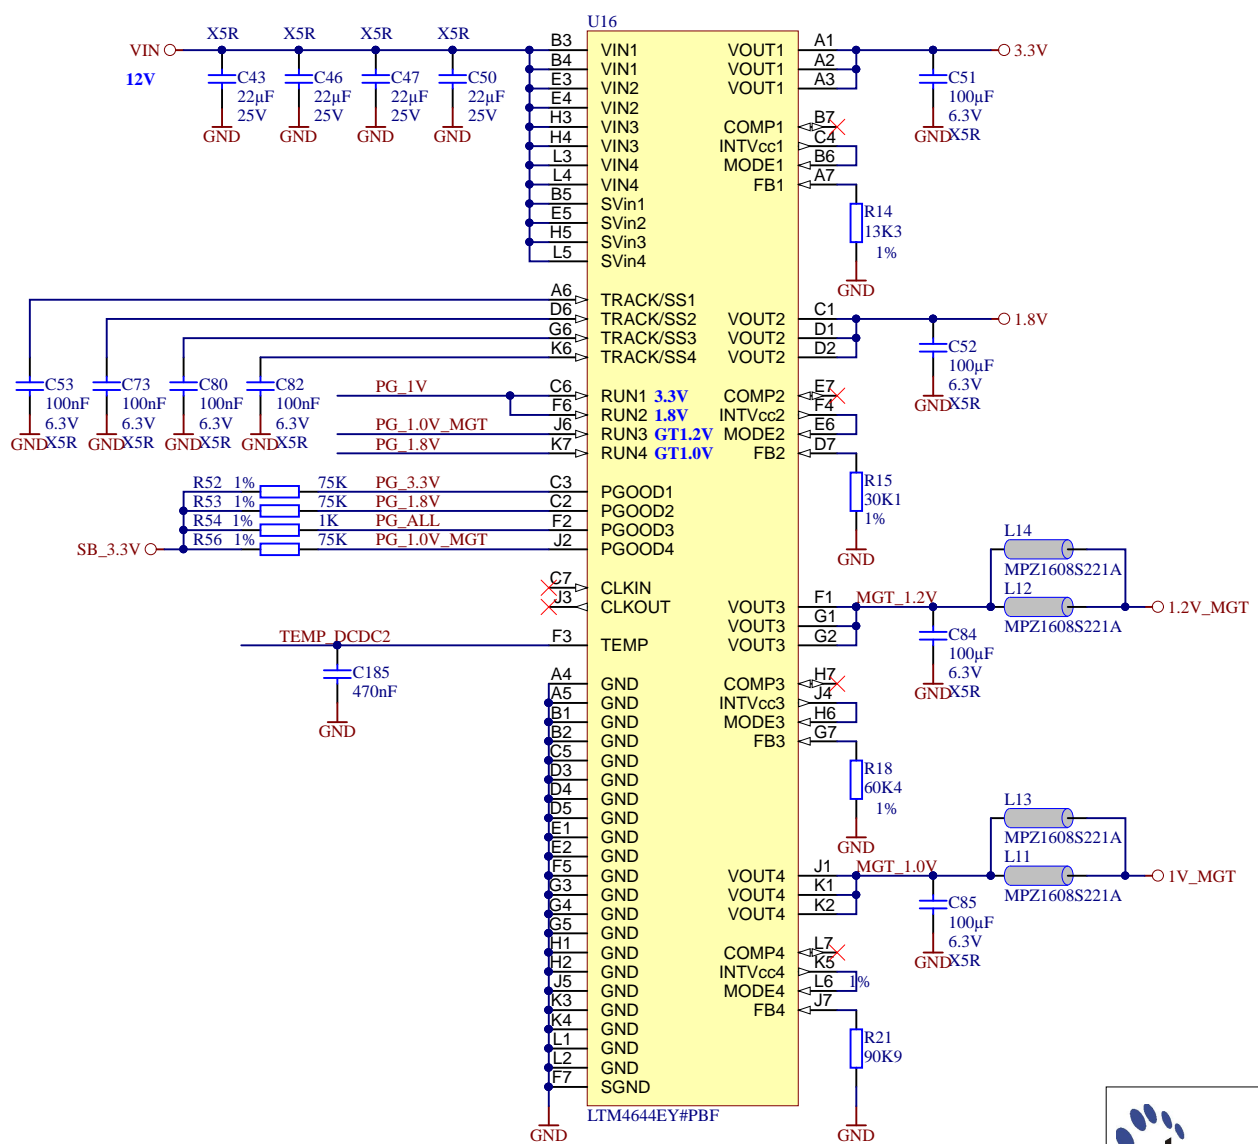 U16
X5R X5R X5R X5R
VIN
12V
C43 22µF 25V
C46 22µF 25V
C47 22µF 25V
C50 22µF 25V
GND GND GND GND
B3 VIN1
B4 VIN1
E3 VIN2
E4 VIN2
H3 VIN3
H4 VIN3
L3 VIN4
L4 VIN4
B5 SVin1
E5 SVin2
H5 SVin3
L5 SVin4
A6 TRACK/SS1
D6 TRACK/SS2
G6 TRACK/SS3
K6 TRACK/SS4
C53 100nF 6.3V X5R GND
C73 100nF 6.3V X5R GND
C80 100nF 6.3V X5R GND
C82 100nF 6.3V X5R GND
PG_1V C6 RUN1 3.3V
F6 RUN2 1.8V
PG_1.0V_MGT J6 RUN3 GT1.2V
PG_1.8V K7 RUN4 GT1.0V
R52 1% 75K PG_3.3V C3 PGOOD1
R53 1% 75K PG_1.8V C2 PGOOD2
R54 1% 1K PG_ALL F2 PGOOD3
R56 1% 75K PG_1.0V_MGT J2 PGOOD4
SB_3.3V
C7 CLKIN
J3 CLKOUT
TEMP_DCDC2 F3 TEMP
C185
470nF
GND
A4 GND
A5 GND
B1 GND
B2 GND
C5 GND
D3 GND
D4 GND
D5 GND
E1 GND
E2 GND
F5 GND
G3 GND
G4 GND
G5 GND
H1 GND
H2 GND
J5 GND
K3 GND
K4 GND
L1 GND
L2 GND
F7 SGND
GND
LTM4644EY#PBF
VOUT1 A1 3.3V
VOUT1 A2
VOUT1 A3
C51
100µF
6.3V
GND X5R
COMP1 B7
INTVcc1 C4
MODE1 B6
FB1 A7
R14
13K3
1%
GND
VOUT2 C1 1.8V
VOUT2 D1
VOUT2 D2
C52
100µF
6.3V
GND X5R
COMP2 E7
INTVcc2 F4
MODE2 E6
FB2 D7
R15
30K1
1%
GND
L14
MPZ1608S221A
L12
MPZ1608S221A
VOUT3 F1 MGT_1.2V 1.2V_MGT
VOUT3 G1
VOUT3 G2
C84
100µF
6.3V
GND X5R
COMP3 H7
INTVcc3 J4
MODE3 H6
FB3 G7
R18
60K4
1%
GND
L13
MPZ1608S221A
L11
MPZ1608S221A
VOUT4 J1 MGT_1.0V 1V_MGT
VOUT4 K1
VOUT4 K2
C85
100µF
6.3V
GND X5R
COMP4 L7
INTVcc4 K5
MODE4 L6 1%
FB4 J7
R21
90K9
GND